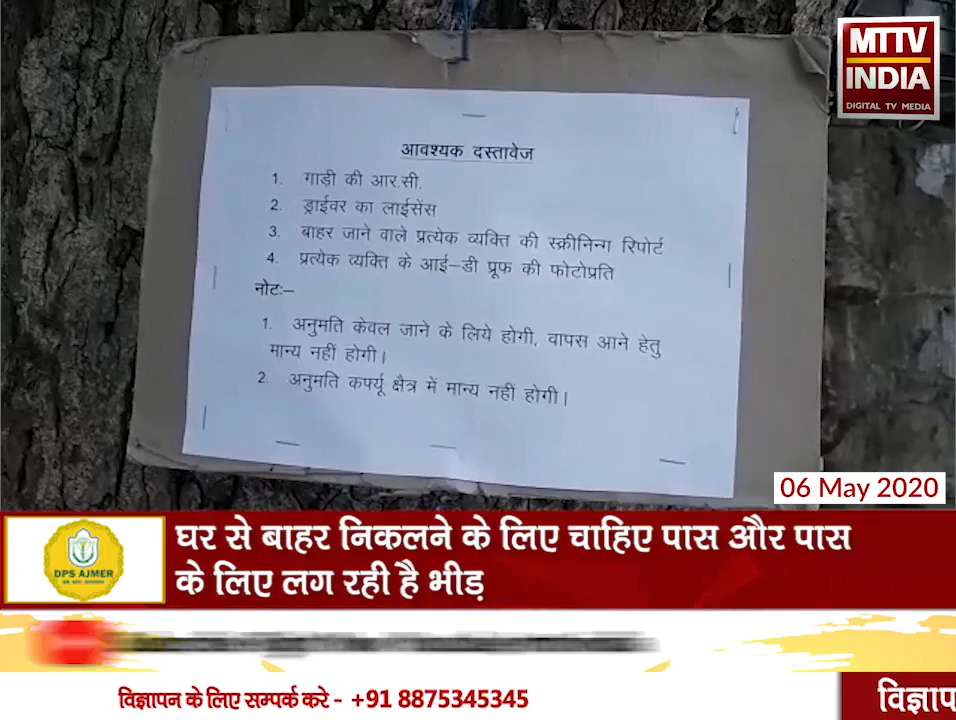 MTTV
INDIA
DIGITAL TV MEDIA
आवश्यक दस्तावेज
1. गाड़ी की आर.सी.
2. ड्राईवर का लाईसेंस
3. बाहर जाने वाले प्रत्येक व्यक्ति की स्क्रीनिन्ग रिपोर्ट
4. प्रत्येक व्यक्ति के आई–डी प्रूफ की फोटोप्रति
नोटः–
1. अनुमति केवल जाने के लिये होगी, वापस आने हेतु
मान्य नहीं होगी।
2. अनुमति कर्फ्यू क्षैत्र में मान्य नहीं होगी।
06 May 2020
DPS AJMER
घर से बाहर निकलने के लिए चाहिए पास और पास
के लिए लग रही है भीड़
विज्ञापन के लिए सम्पर्क करे - +91 8875345345
विज्ञाप